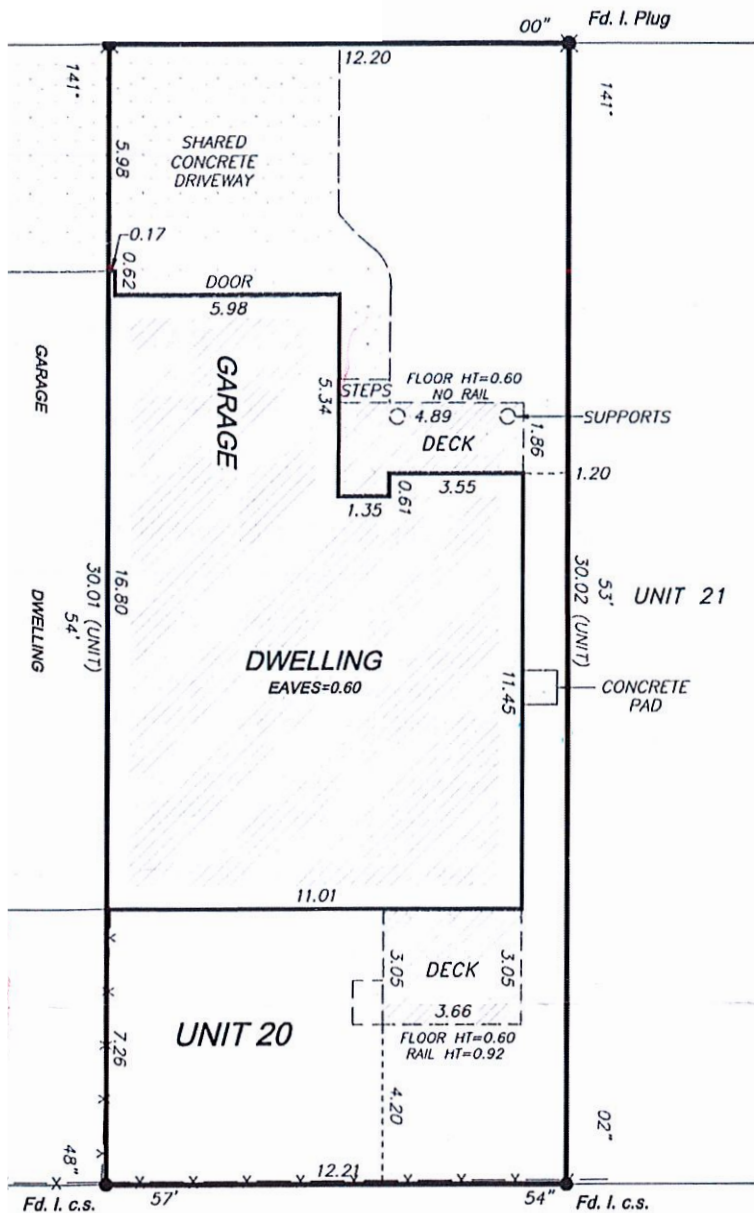 00" Fd. I. Plug
12.20
141°
141°
5.98
SHARED
CONCRETE
DRIVEWAY
0.17
0.62
DOOR
5.98
GARAGE
GARAGE
5.34
STEPS
FLOOR HT=0.60
NO RAIL
4.89
SUPPORTS
DECK
1.86
3.55
1.20
1.35
0.61
16.80
30.01 (UNIT)
54'
DWELLING
DWELLING
EAVES=0.60
11.45
53'
30.02 (UNIT)
UNIT 21
CONCRETE
PAD
11.01
3.05
DECK
3.05
3.66
FLOOR HT=0.60
RAIL HT=0.92
UNIT 20
7.26
4.20
48"
02"
12.21
Fd. I. c.s.
57'
54"
Fd. I. c.s.